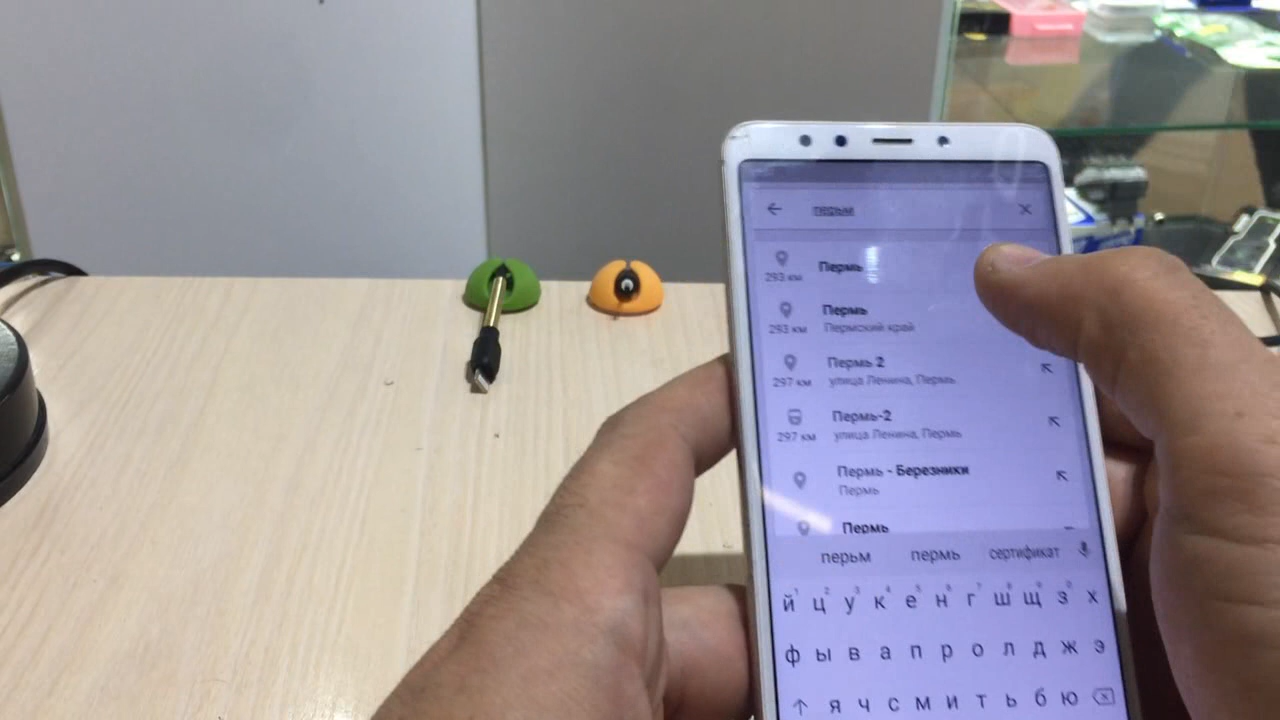 перьм
Пермь
293 км
Пермь
Пермский край
293 км
Пермь 2
улица Ленина, Пермь
297 км
Пермь-2
улица Ленина, Пермь
297 км
Пермь - Березники
Пермь
Пермь
перьм пермь сертификат
й ц у к е н г ш щ з х
ф ы в а п р о л д ж э
я ч с м и т ь б ю